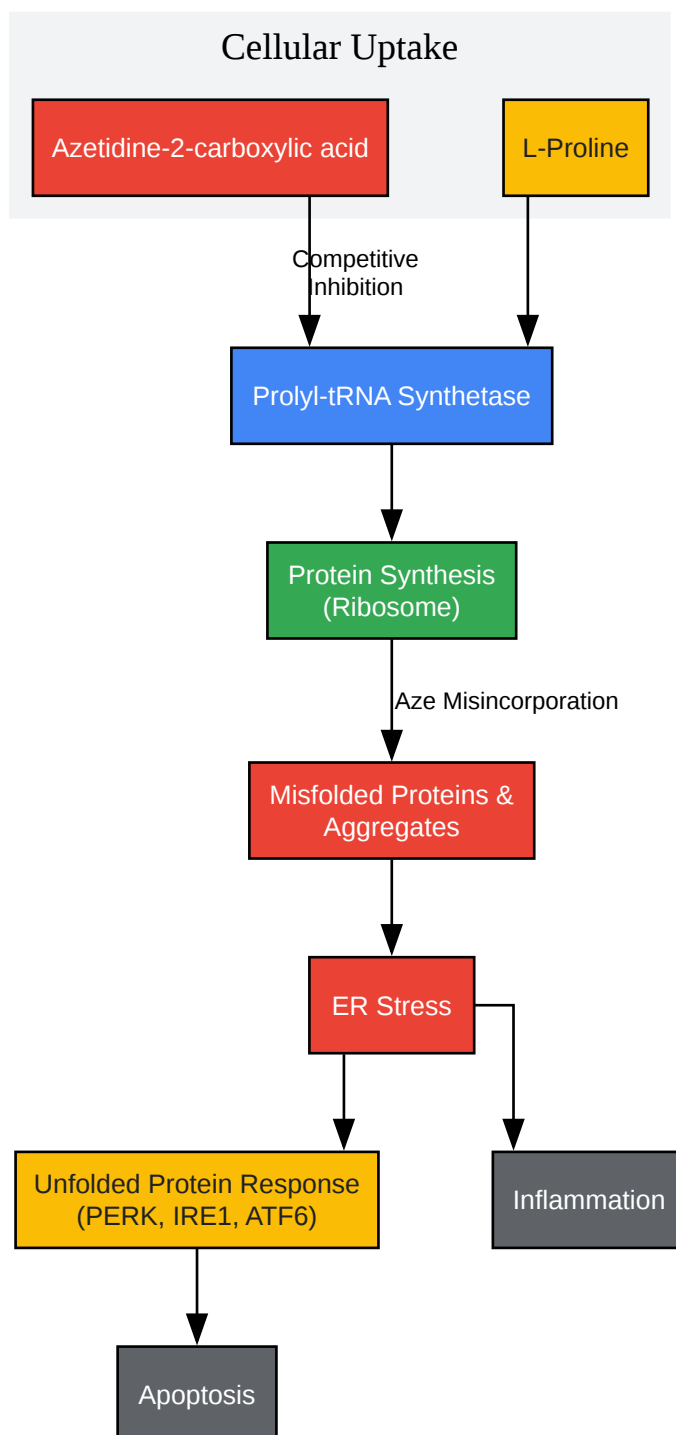 Cellular Uptake
Azetidine-2-carboxylic acid
L-Proline
Competitive
Inhibition
Prolyl-tRNA Synthetase
Protein Synthesis
(Ribosome)
Aze Misincorporation
Misfolded Proteins &
Aggregates
ER Stress
Unfolded Protein Response
(PERK, IRE1, ATF6)
Inflammation
Apoptosis